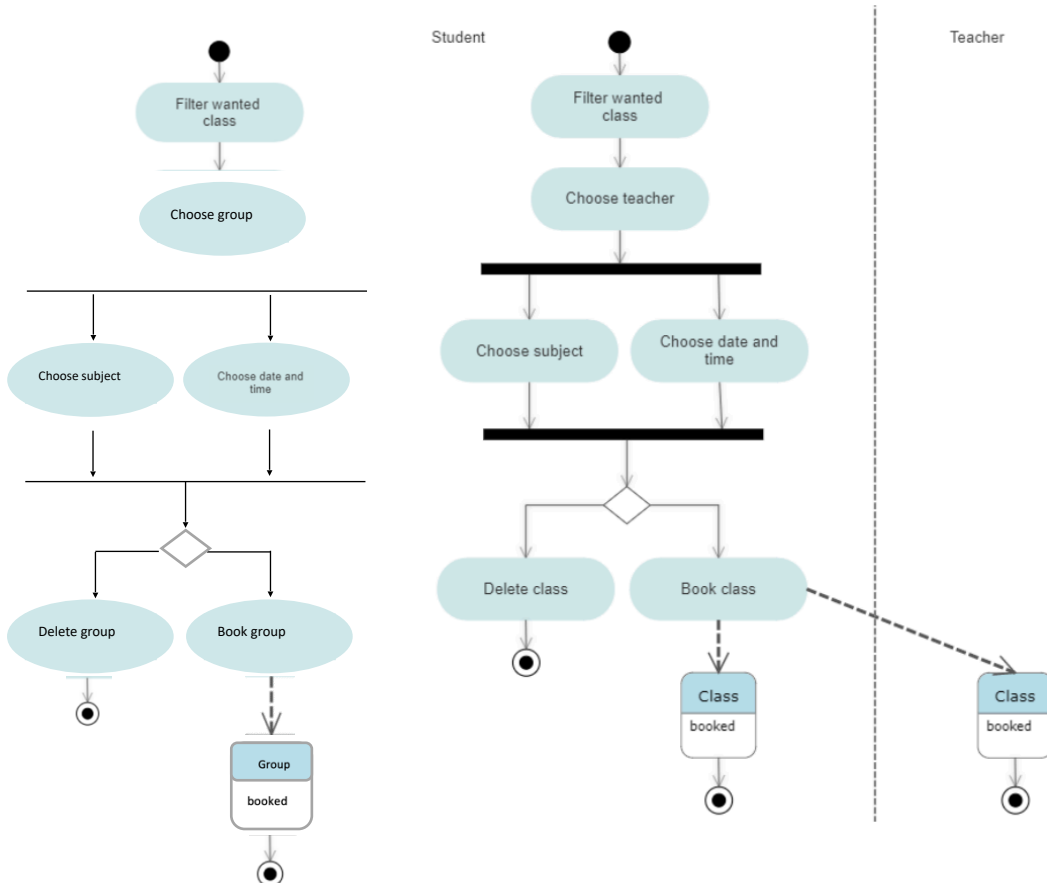 Filter wanted
class
Choose group
Choose subject
Choose date and
time
Delete group
Book group
Group
booked
Student
Teacher
Filter wanted
class
Choose teacher
Choose subject
Choose date and
time
Delete class
Book class
Class
booked
Class
booked